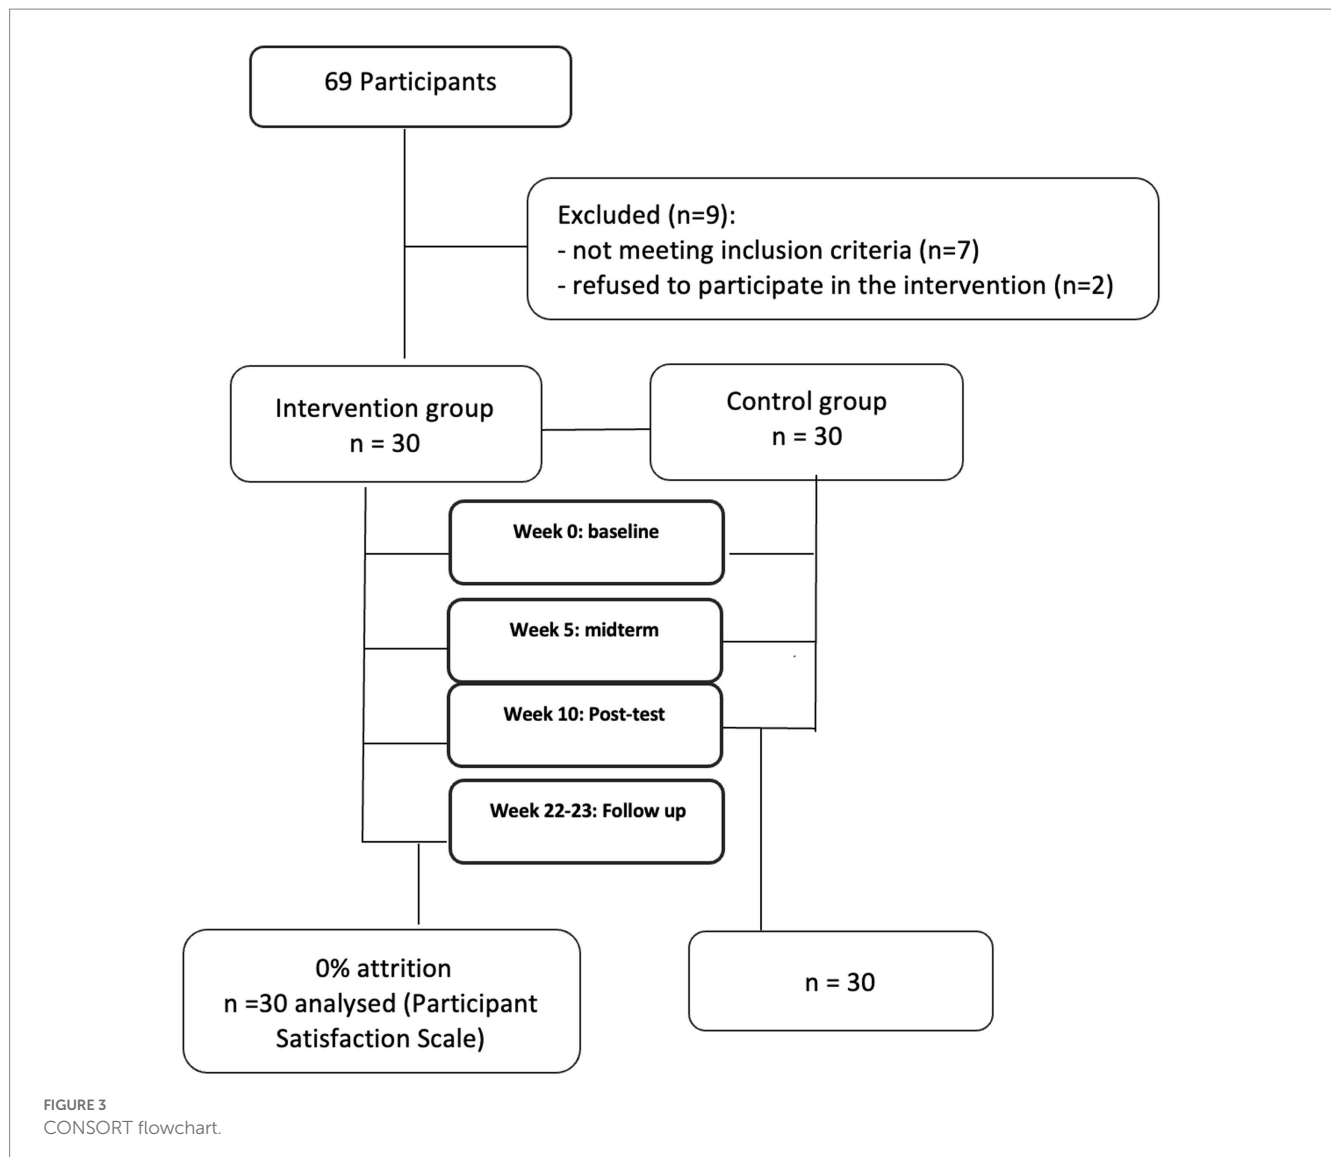 69 Participants
Excluded (n=9):
- not meeting inclusion criteria (n=7)
- refused to participate in the intervention (n=2)
Intervention group
n = 30
Control group
n = 30
Week 0: baseline
Week 5: midterm
Week 10: Post-test
Week 22-23: Follow up
0% attrition
n =30 analysed (Participant
Satisfaction Scale)
n = 30
FIGURE 3
CONSORT flowchart.